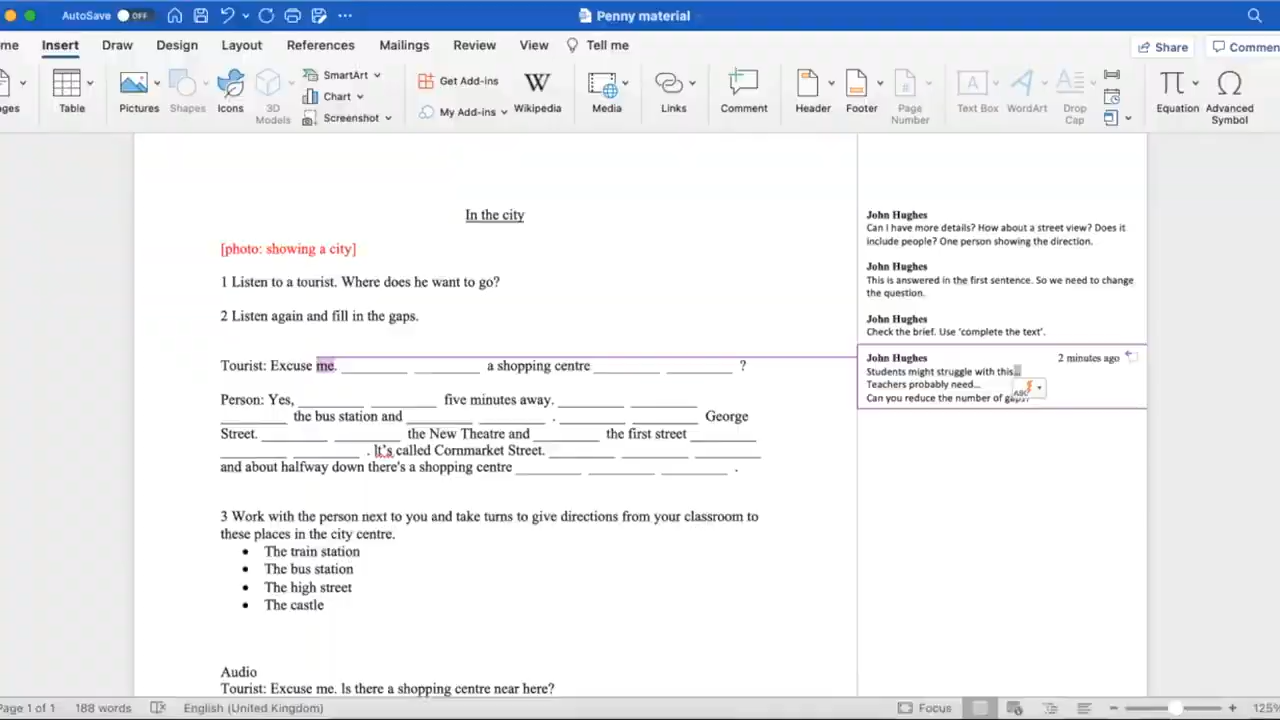 AutoSave OFF Penny material
me Insert Draw Design Layout References Mailings Review View Tell me Share Commen
ges Table Pictures Shapes Icons 3D Models SmartArt Chart Screenshot Get Add-ins My Add-ins Wikipedia Media Links Comment Header Footer Page Number Text Box WordArt Drop Cap Equation Advanced Symbol
In the city
[photo: showing a city]
1 Listen to a tourist. Where does he want to go?
2 Listen again and fill in the gaps.
Tourist: Excuse me. ________ ________ a shopping centre ________ ________ ?
Person: Yes, ________ ________ five minutes away. ________ ________
________ the bus station and ________ ________ . ________ ________ George
Street. ________ ________ the New Theatre and ________ the first street ________
________ ________ . It's called Cornmarket Street. ________ ________ ________
and about halfway down there's a shopping centre ________ ________ ________ .
3 Work with the person next to you and take turns to give directions from your classroom to
these places in the city centre.
• The train station
• The bus station
• The high street
• The castle
Audio
Tourist: Excuse me. Is there a shopping centre near here?
John Hughes
Can I have more details? How about a street view? Does it
include people? One person showing the direction.
John Hughes
This is answered in the first sentence. So we need to change
the question.
John Hughes
Check the brief. Use 'complete the text'.
John Hughes 2 minutes ago
Students might struggle with this...
Teachers probably need...
Can you reduce the number of gaps?
Page 1 of 1 188 words English (United Kingdom) Focus 125%